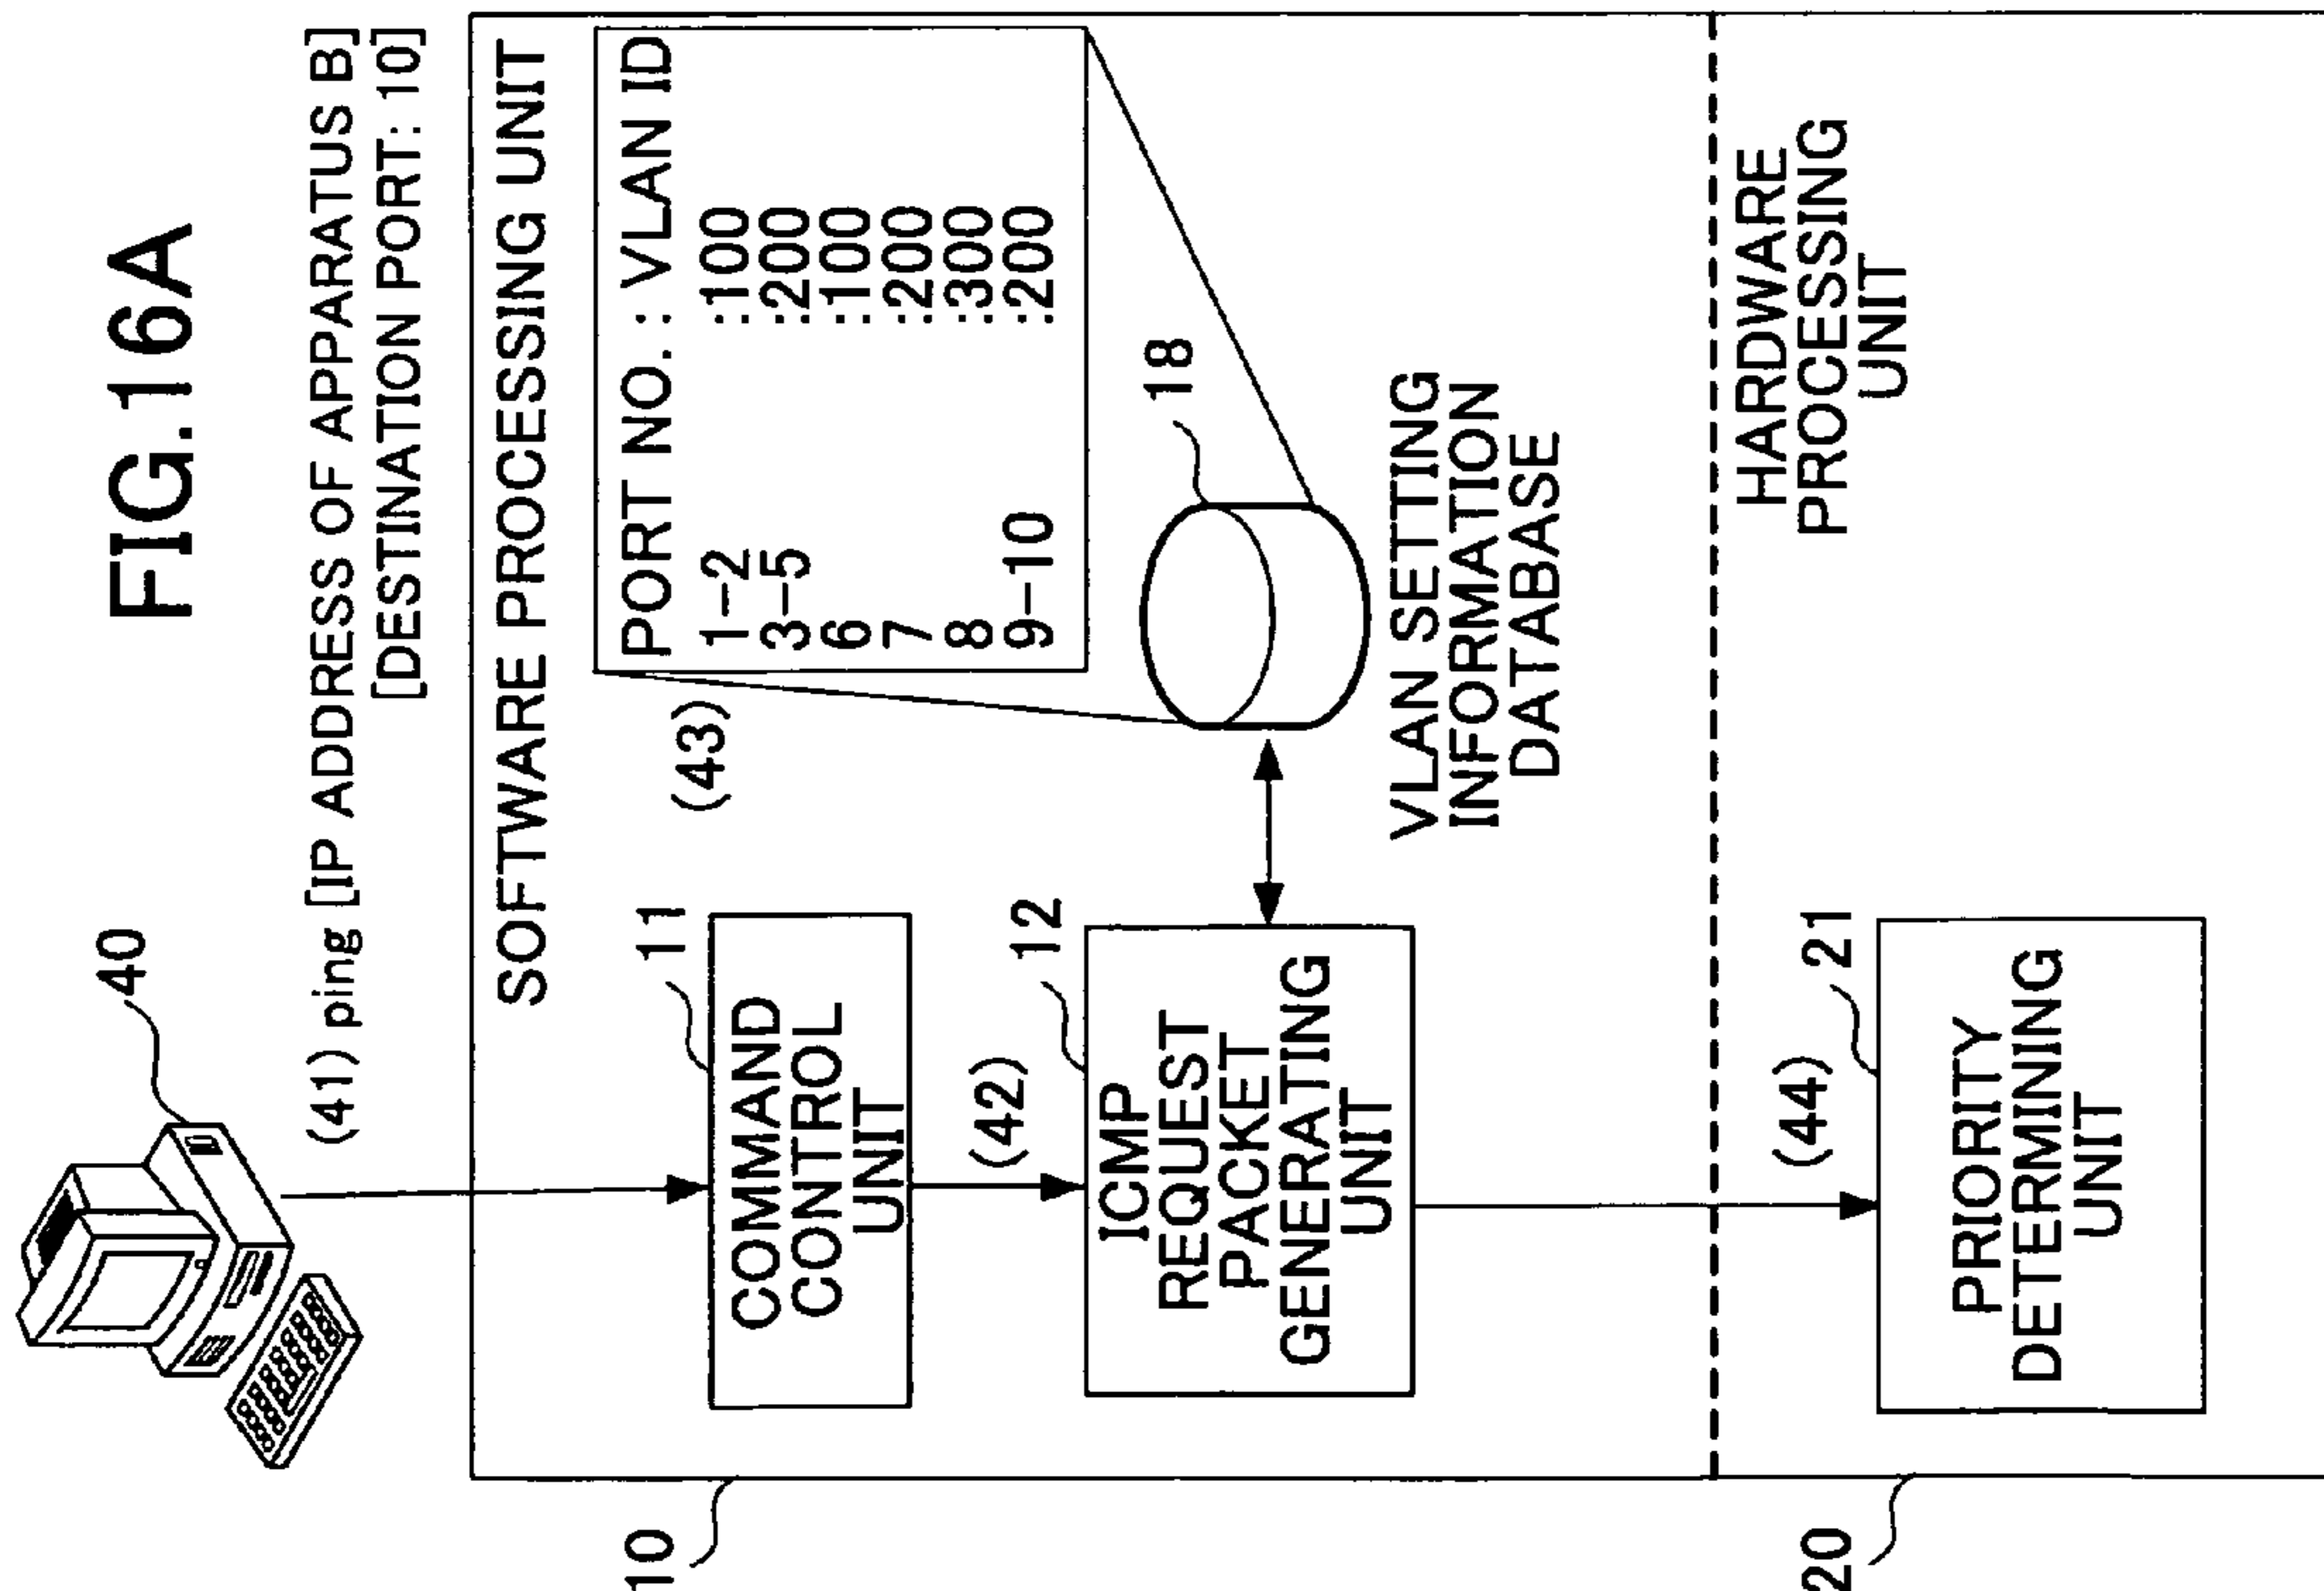 FIG.16A
40
(41) ping [IP ADDRESS OF APPARATUS B]
[DESTINATION PORT: 10]
10
SOFTWARE PROCESSING UNIT
11
COMMAND
CONTROL
UNIT
(42)
12
ICMP
REQUEST
PACKET
GENERATING
UNIT
(43)
PORT NO. : VLAN ID
1-2 :100
3-5 :200
6 :100
7 :200
8 :300
9-10 :200
18
VLAN SETTING
INFORMATION
DATABASE
20
HARDWARE
PROCESSING
UNIT
(44)
21
PRIORITY
DETERMINING
UNIT